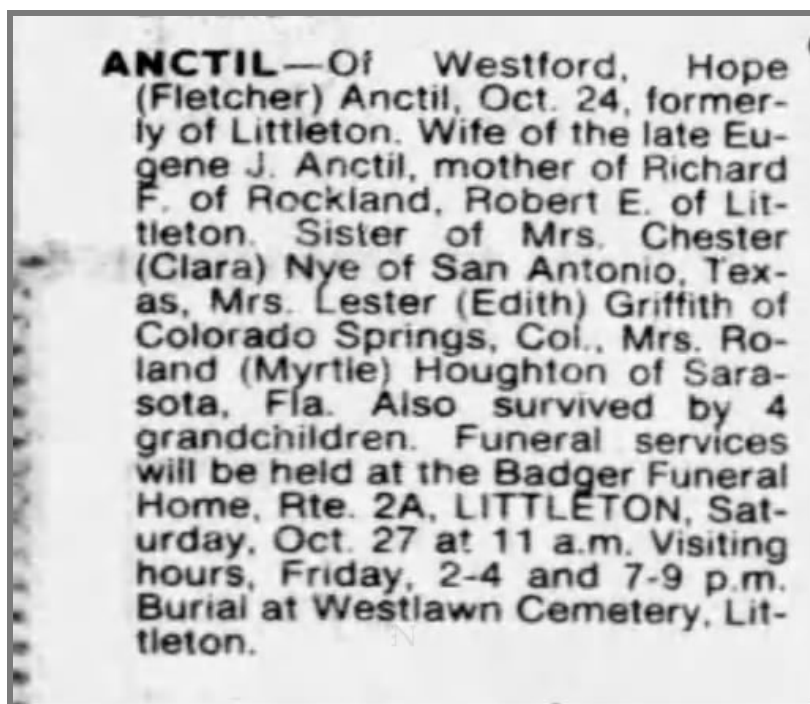 ANCTIL—Of Westford, Hope
(Fletcher) Anctil, Oct. 24, former-
ly of Littleton. Wife of the late Eu-
gene J. Anctil, mother of Richard
F. of Rockland, Robert E. of Lit-
tleton. Sister of Mrs. Chester
(Clara) Nye of San Antonio, Tex-
as, Mrs. Lester (Edith) Griffith of
Colorado Springs, Col., Mrs. Ro-
land (Myrtle) Houghton of Sara-
sota, Fla. Also survived by 4
grandchildren. Funeral services
will be held at the Badger Funeral
Home, Rte. 2A, LITTLETON, Sat-
urday, Oct. 27 at 11 a.m. Visiting
hours, Friday, 2-4 and 7-9 p.m.
Burial at Westlawn Cemetery, Lit-
tleton.